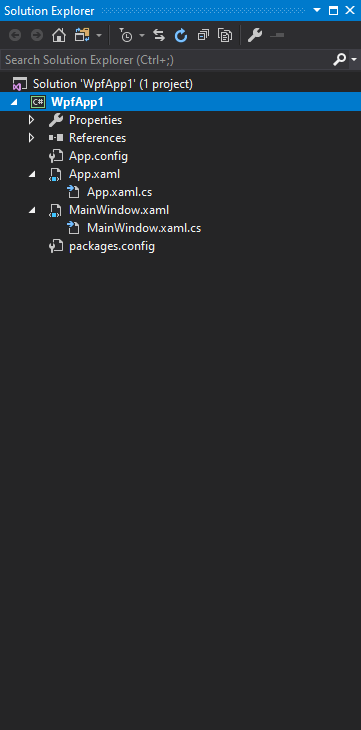 Solution Explorer
Search Solution Explorer (Ctrl+;)
Solution 'WpfApp1' (1 project)
C# WpfApp1
Properties
References
App.config
App.xaml
App.xaml.cs
MainWindow.xaml
MainWindow.xaml.cs
packages.config